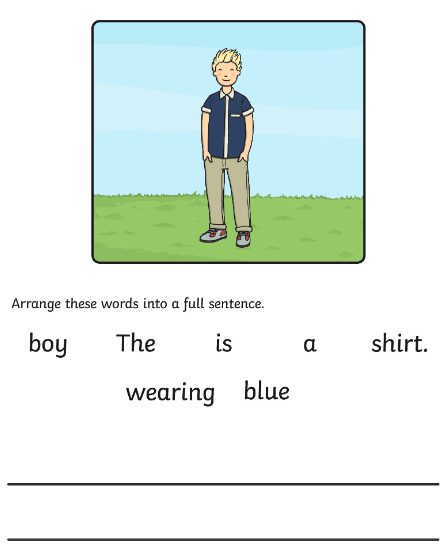 Arrange these words into a full sentence.
boy The is a shirt.
wearing blue